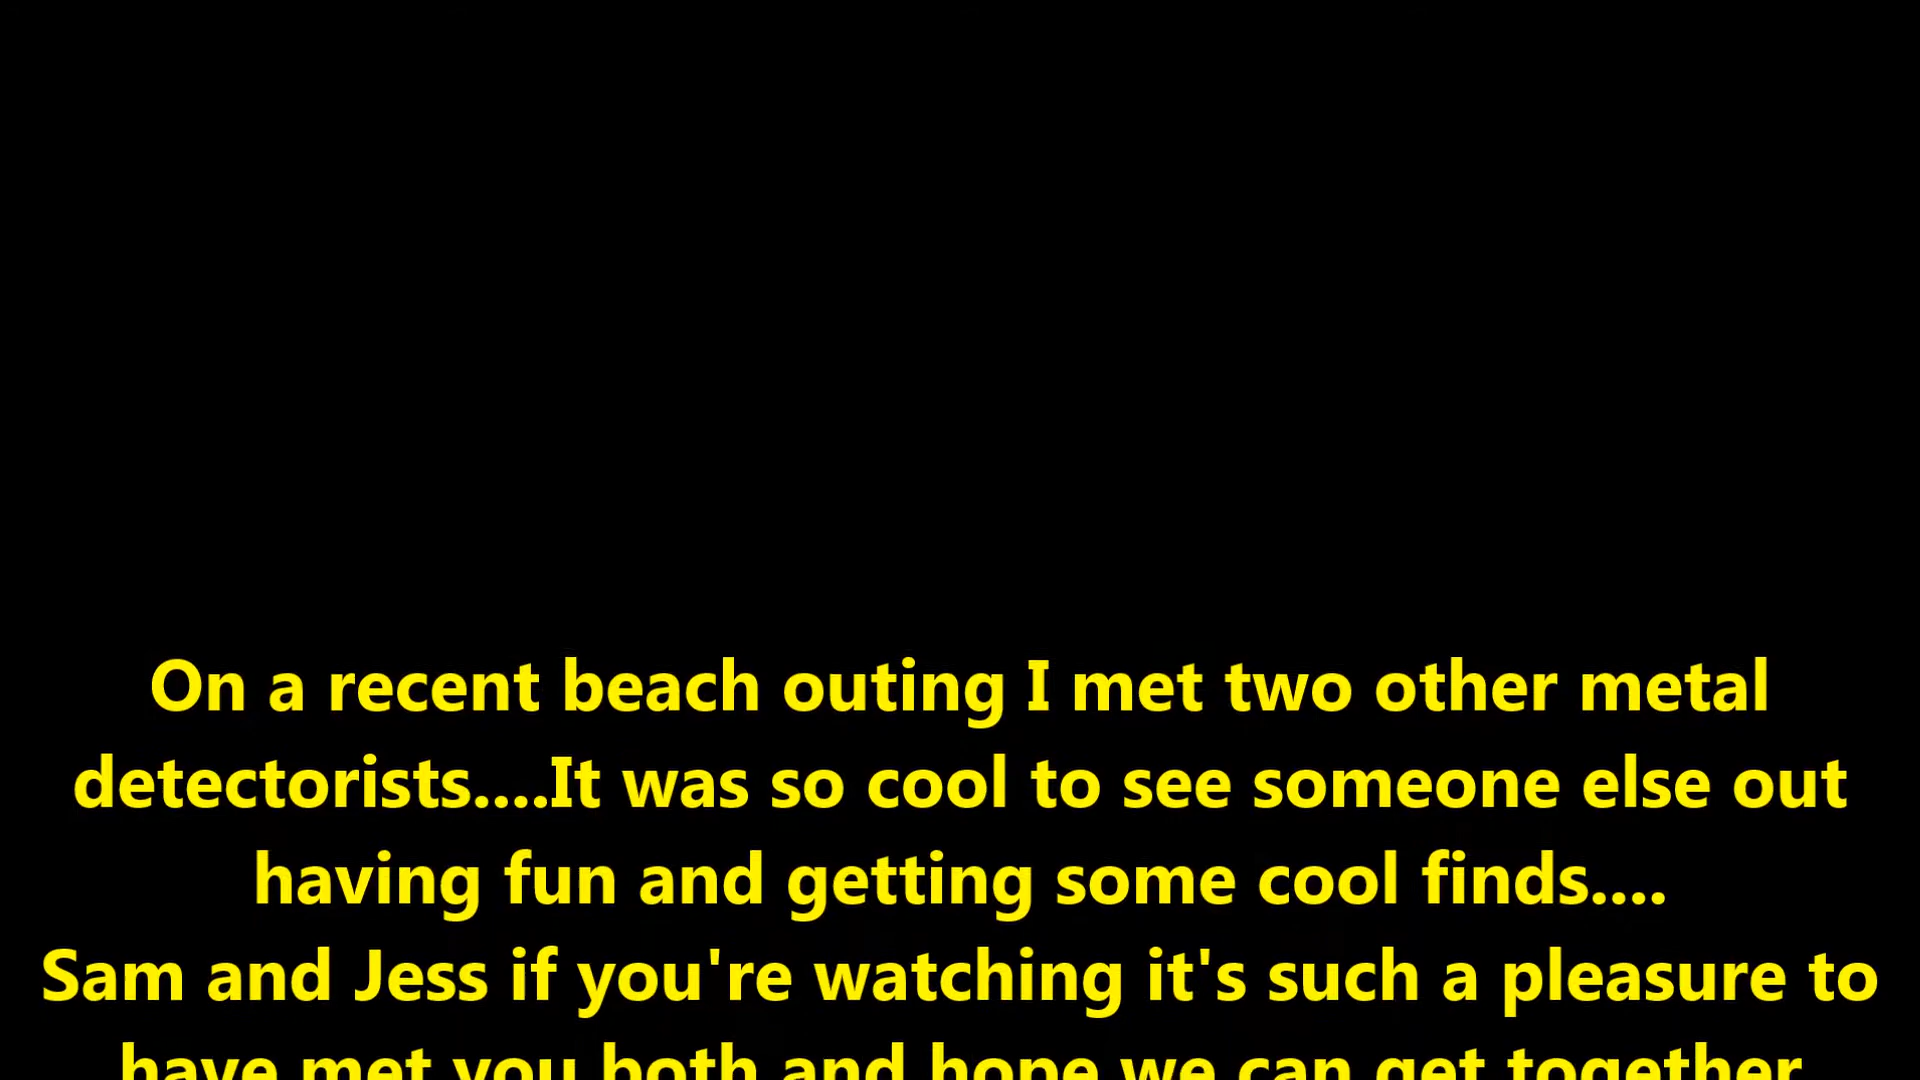 On a recent beach outing I met two other metal
detectorists....It was so cool to see someone else out
having fun and getting some cool finds....
Sam and Jess if you're watching it's such a pleasure to
have met you both and hope we can get together